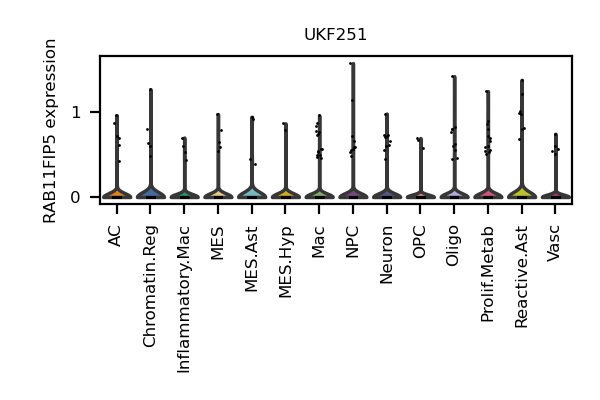 UKF251
RAB11FIP5 expression
1
0
AC
Chromatin.Reg
Inflammatory.Mac
MES
MES.Ast
MES.Hyp
Mac
NPC
Neuron
OPC
Oligo
Prolif.Metab
Reactive.Ast
Vasc